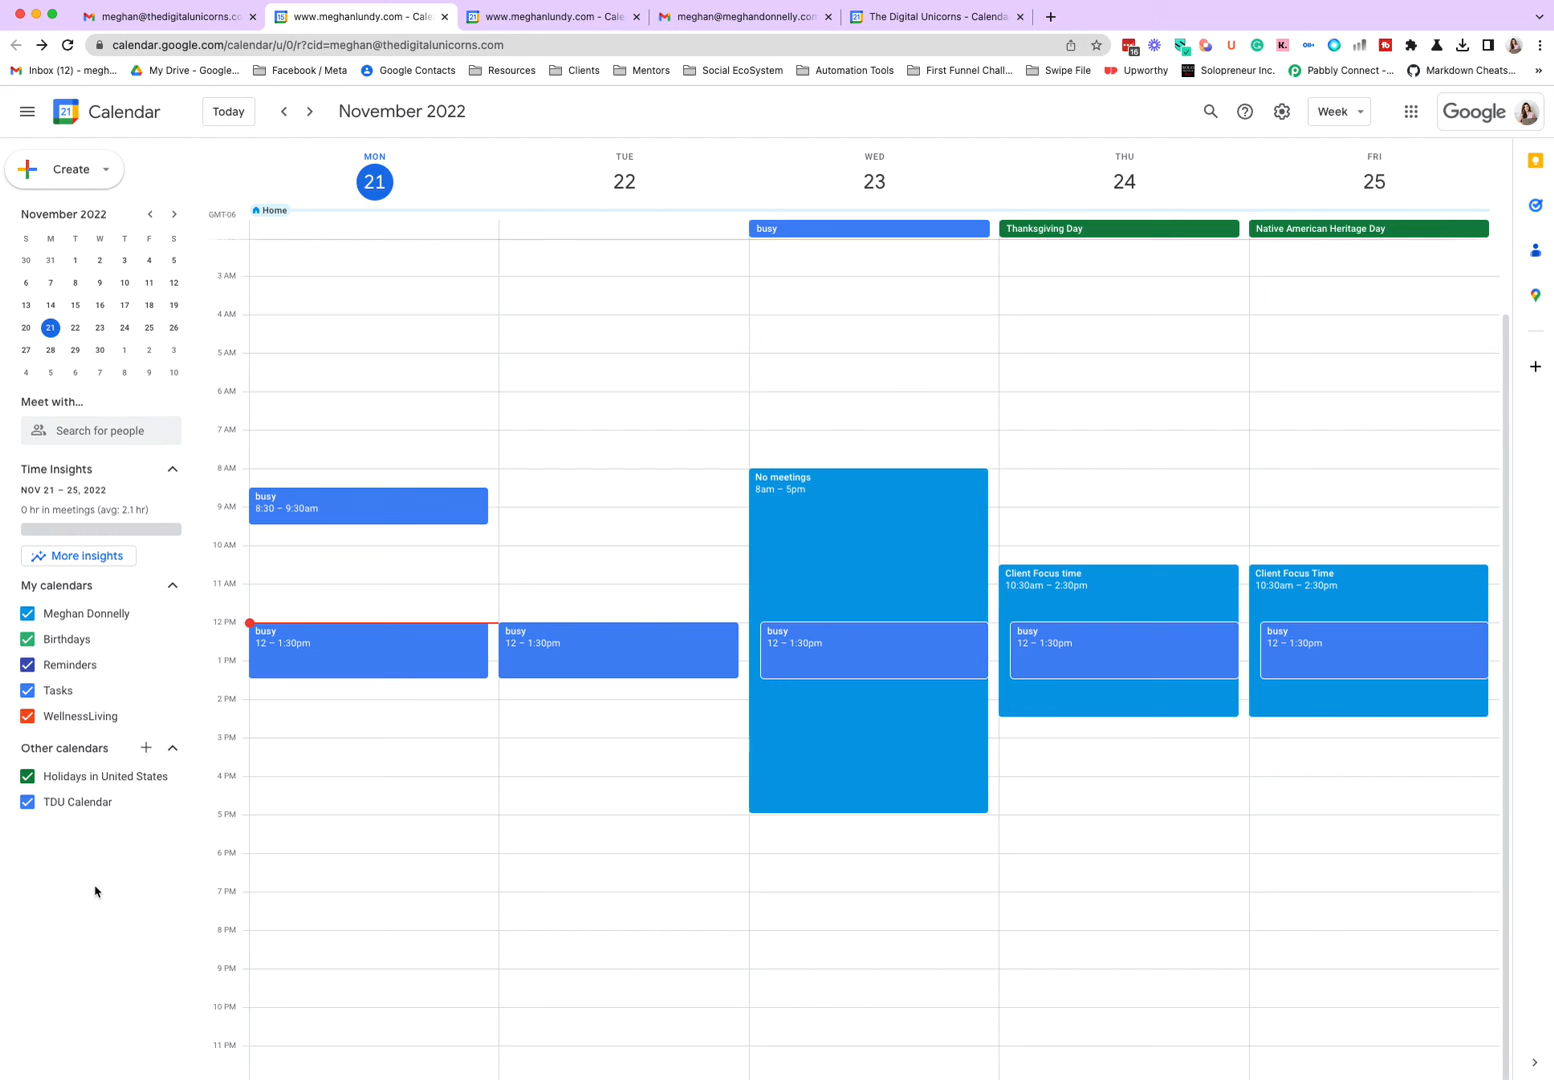 meghan@thedigitalunicorns.co
www.meghanlundy.com - Cale
www.meghanlundy.com - Cale
meghan@meghandonnelly.com
The Digital Unicorns - Calenda
calendar.google.com/calendar/u/0/r?cid=meghan@thedigitalunicorns.com
Inbox (12) - megh...
My Drive - Google...
Facebook / Meta
Google Contacts
Resources
Clients
Mentors
Social EcoSystem
Automation Tools
First Funnel Chall...
Swipe File
Upworthy
Solopreneur Inc.
Pabbly Connect -...
Markdown Cheats...
21 Calendar
Today
November 2022
Week
Google
Create
November 2022
S M T W T F S
30 31 1 2 3 4 5
6 7 8 9 10 11 12
13 14 15 16 17 18 19
20 21 22 23 24 25 26
27 28 29 30 1 2 3
4 5 6 7 8 9 10
Meet with...
Search for people
Time Insights
NOV 21 – 25, 2022
0 hr in meetings (avg: 2.1 hr)
More insights
My calendars
Meghan Donnelly
Birthdays
Reminders
Tasks
WellnessLiving
Other calendars
Holidays in United States
TDU Calendar
MON TUE WED THU FRI
21 22 23 24 25
GMT-06
Home
busy
Thanksgiving Day
Native American Heritage Day
3 AM
4 AM
5 AM
6 AM
7 AM
8 AM
9 AM
10 AM
11 AM
12 PM
1 PM
2 PM
3 PM
4 PM
5 PM
6 PM
7 PM
8 PM
9 PM
10 PM
11 PM
busy
8:30 – 9:30am
busy
12 – 1:30pm
busy
12 – 1:30pm
No meetings
8am – 5pm
busy
12 – 1:30pm
Client Focus time
10:30am – 2:30pm
busy
12 – 1:30pm
Client Focus Time
10:30am – 2:30pm
busy
12 – 1:30pm